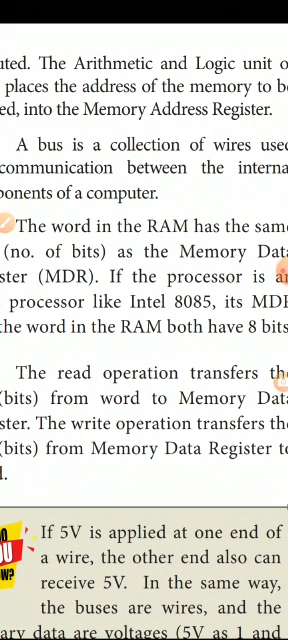 uted. The Arithmetic and Logic unit o
places the address of the memory to be
ed, into the Memory Address Register.
A bus is a collection of wires used
communication between the interna
ponents of a computer.
The word in the RAM has the same
(no. of bits) as the Memory Data
ster (MDR). If the processor is an
processor like Intel 8085, its MDR
the word in the RAM both have 8 bits
The read operation transfers the
(bits) from word to Memory Data
ster. The write operation transfers the
(bits) from Memory Data Register to
d.
DO
YOU
KNOW?
If 5V is applied at one end of
a wire, the other end also can
receive 5V. In the same way,
the buses are wires, and the
ary data are voltages (5V as 1 and